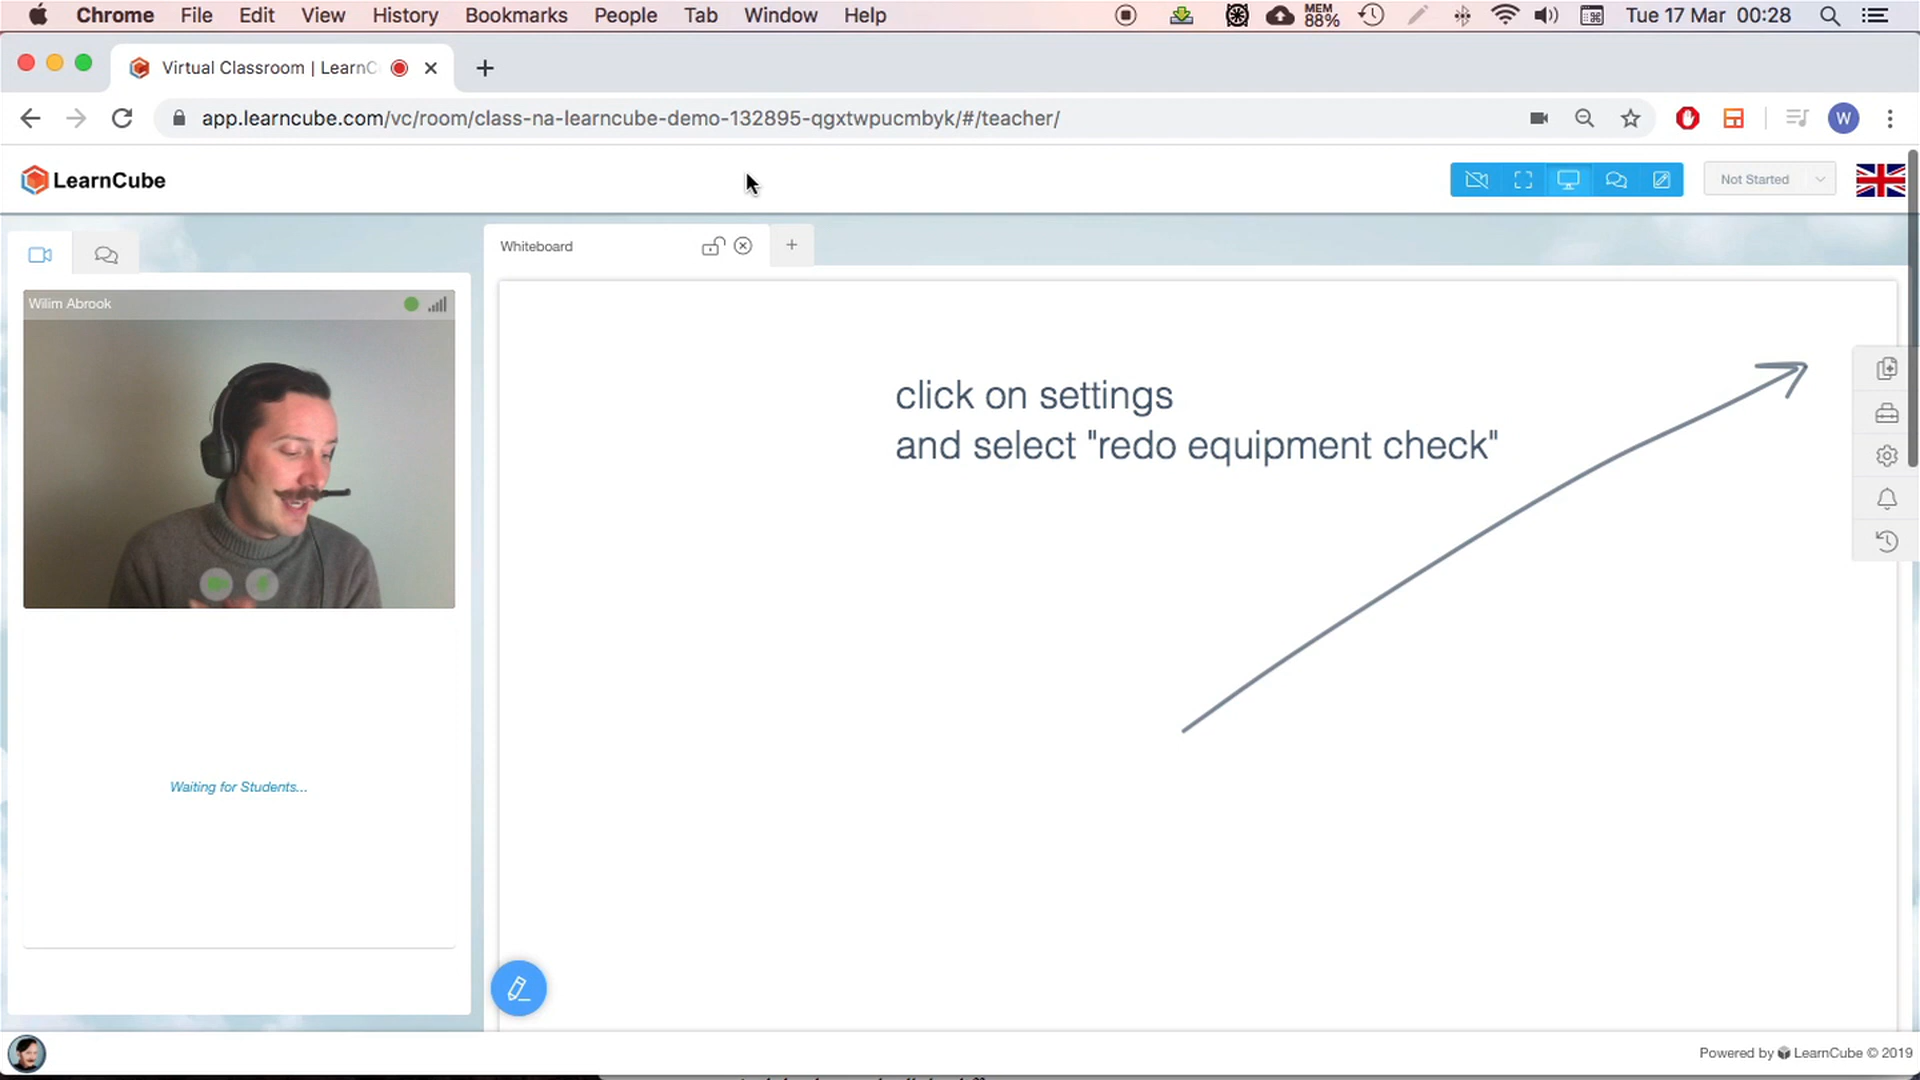 Chrome File Edit View History Bookmarks People Tab Window Help MEM 88% Tue 17 Mar 00:28
Virtual Classroom | LearnC
app.learncube.com/vc/room/class-na-learncube-demo-132895-qgxtwpucmbyk/#/teacher/
W
LearnCube
Not Started
Whiteboard
Wilim Abrook
click on settings
and select "redo equipment check"
Waiting for Students...
Powered by LearnCube © 2019